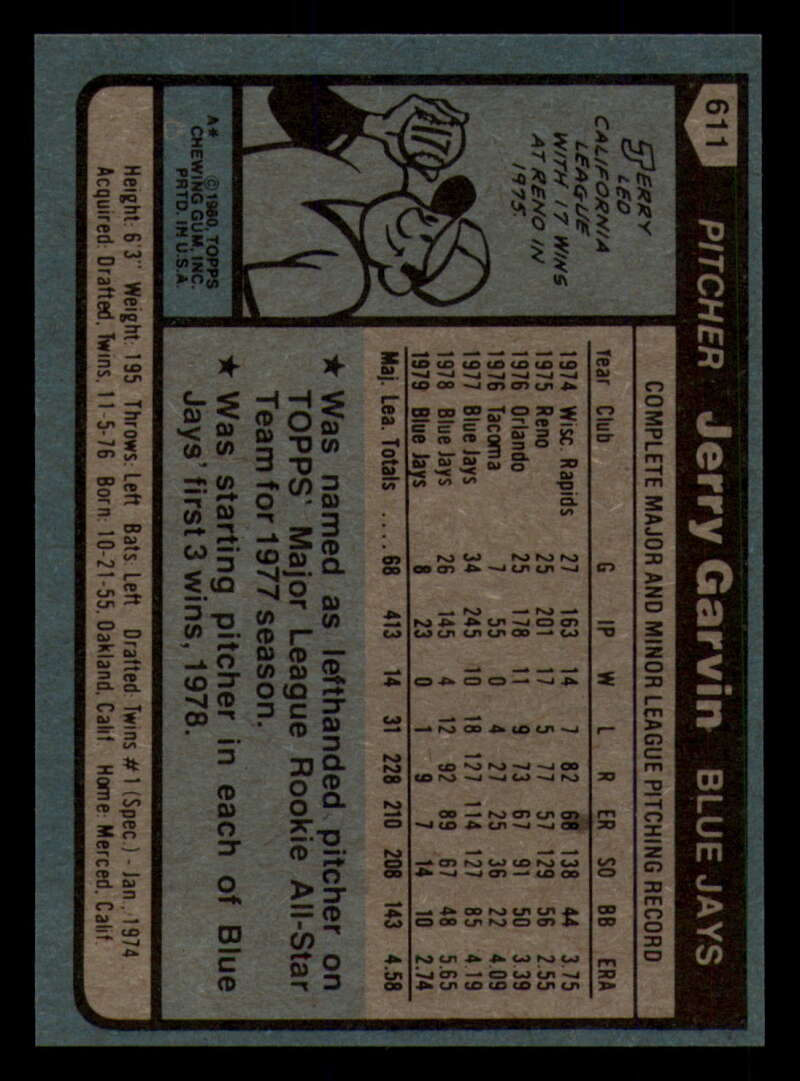 611 PITCHER Jerry Garvin BLUE JAYS
JERRY
LED
CALIFORNIA
LEAGUE
WITH 17 WINS
AT RENO IN
1975.
17
A# © 1980, TOPPS
CHEWING GUM, INC.
PRTD. IN U.S.A.
COMPLETE MAJOR AND MINOR LEAGUE PITCHING RECORD
Year Club G IP W L R ER SO BB ERA
1974 Wisc. Rapids 27 163 14 7 82 68 138 44 3.75
1975 Reno 25 201 17 5 77 57 129 56 2.55
1976 Orlando 25 178 11 9 73 67 91 50 3.39
1976 Tacoma 7 55 0 4 27 25 36 22 4.09
1977 Blue Jays 34 245 10 18 127 114 127 85 4.19
1978 Blue Jays 26 145 4 12 92 89 67 48 5.65
1979 Blue Jays 8 23 0 1 9 7 14 10 2.74
Maj. Lea. Totals .... 68 413 14 31 228 210 208 143 4.58
★ Was named as lefthanded pitcher on
TOPPS' Major League Rookie All-Star
Team for 1977 season.
★ Was starting pitcher in each of Blue
Jays' first 3 wins, 1978.
Height: 6'3" Weight: 195 Throws: Left Bats: Left Drafted: Twins #1 (Spec.) - Jan., 1974
Acquired: Drafted, Twins, 11-5-76 Born: 10-21-55, Oakland, Calif. Home: Merced, Calif.